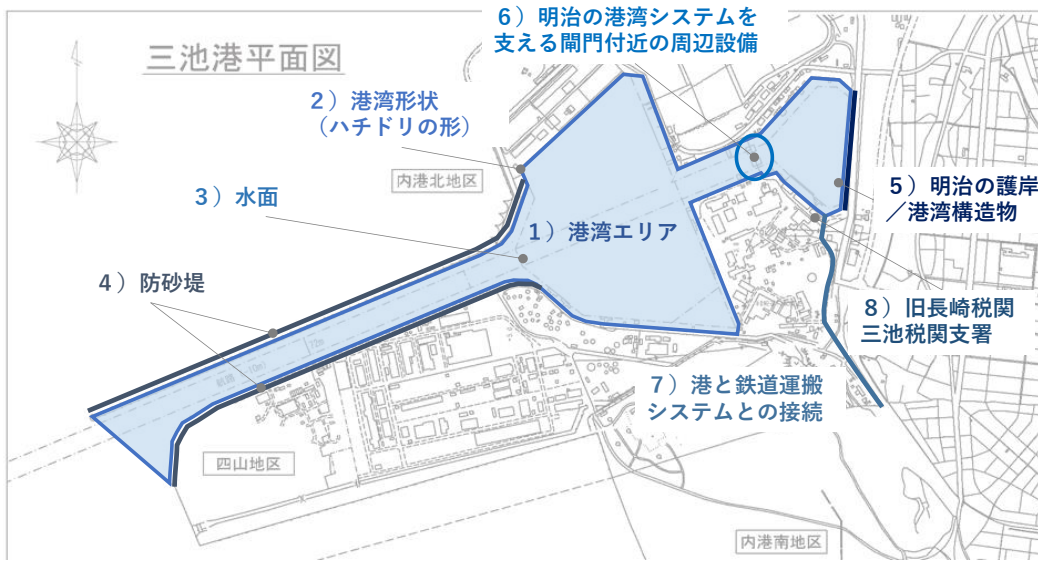 6）明治の港湾システムを
支える閘門付近の周辺設備
三池港平面図
2）港湾形状
（ハチドリの形）
内港北地区
3）水面
5）明治の護岸
／港湾構造物
1）港湾エリア
4）防砂堤
8）旧長崎税関
三池税関支署
7）港と鉄道運搬
システムとの接続
四山地区
内港南地区